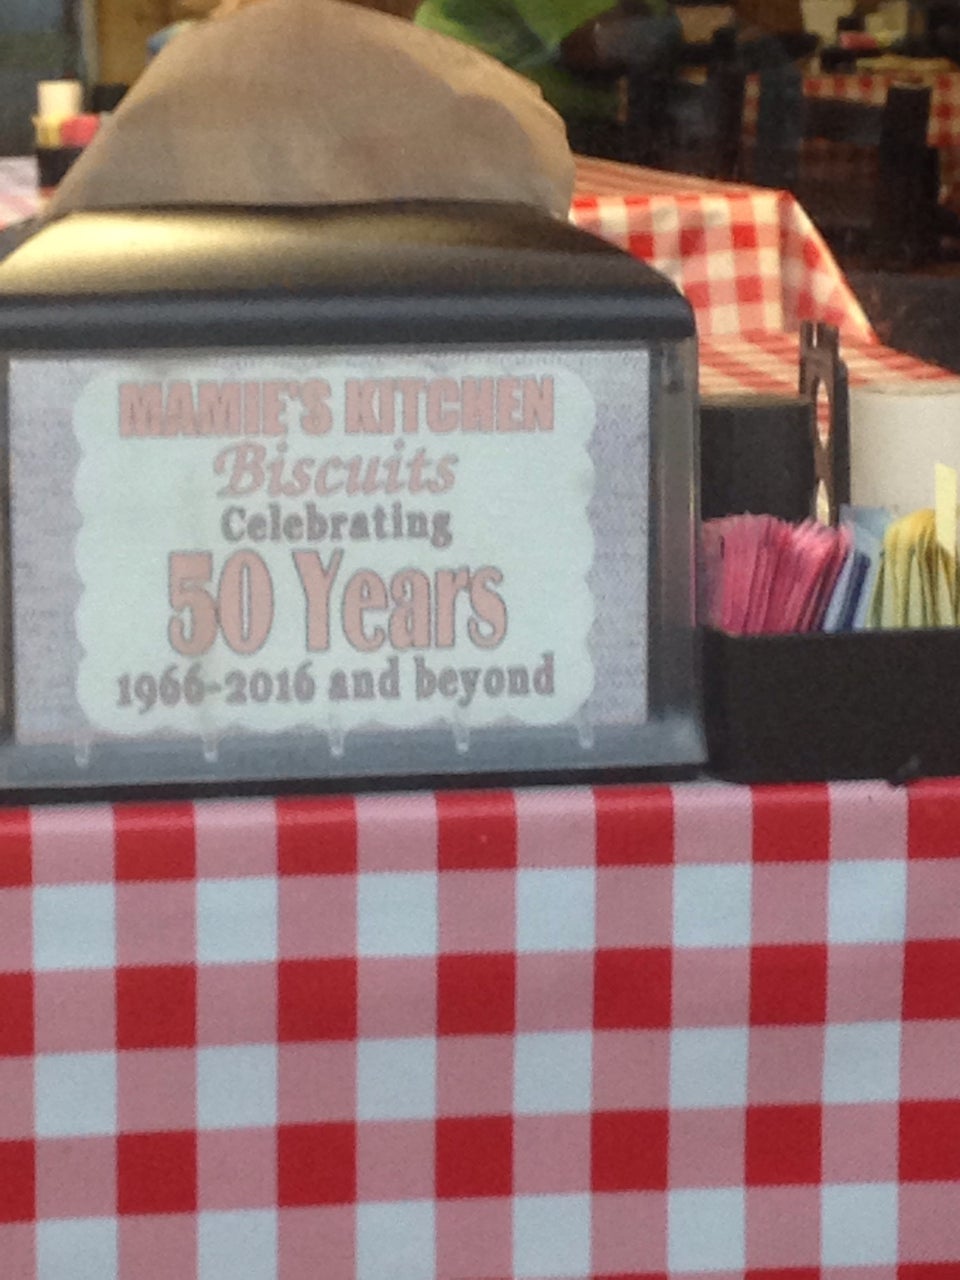 MAMIE'S KITCHEN
Biscuits
Celebrating
50 Years
1966-2016 and beyond